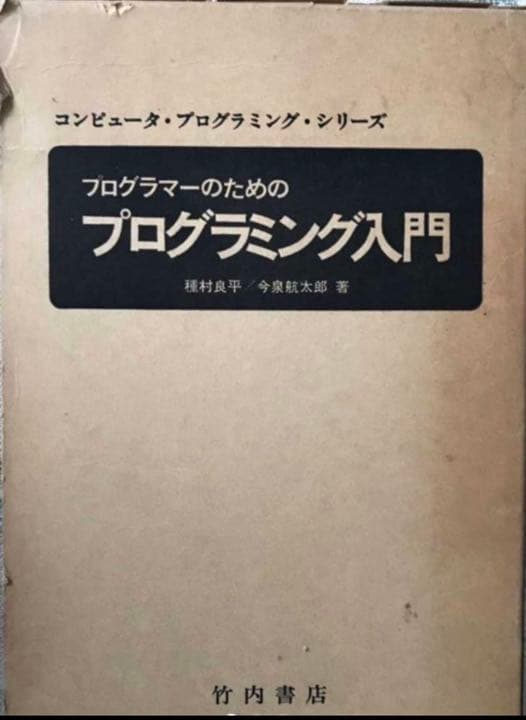 コンピュータ・プログラミング・シリーズ
プログラマーのための
プログラミング入門
種村良平／今泉航太郎 著
竹内書店